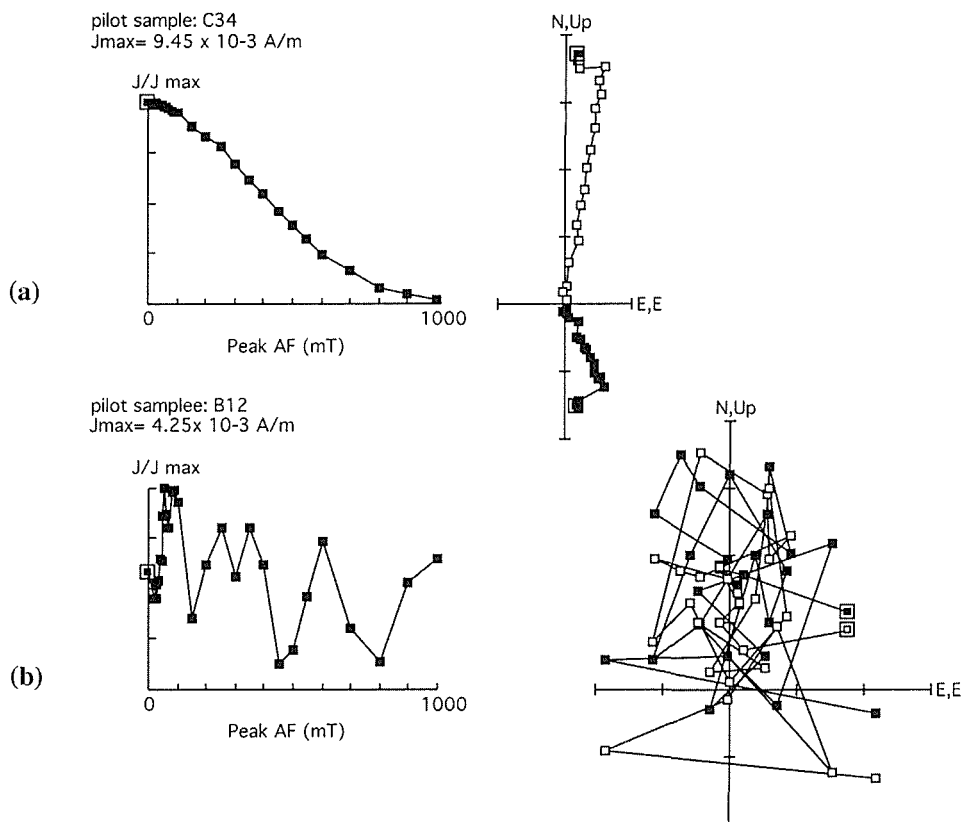 pilot sample: C34
Jmax= 9.45 x 10-3 A/m
J/J max
N,Up
E,E
(a)
0
1000
Peak AF (mT)
pilot samplee: B12
Jmax= 4.25x 10-3 A/m
J/J max
N,Up
E,E
(b)
0
1000
Peak AF (mT)